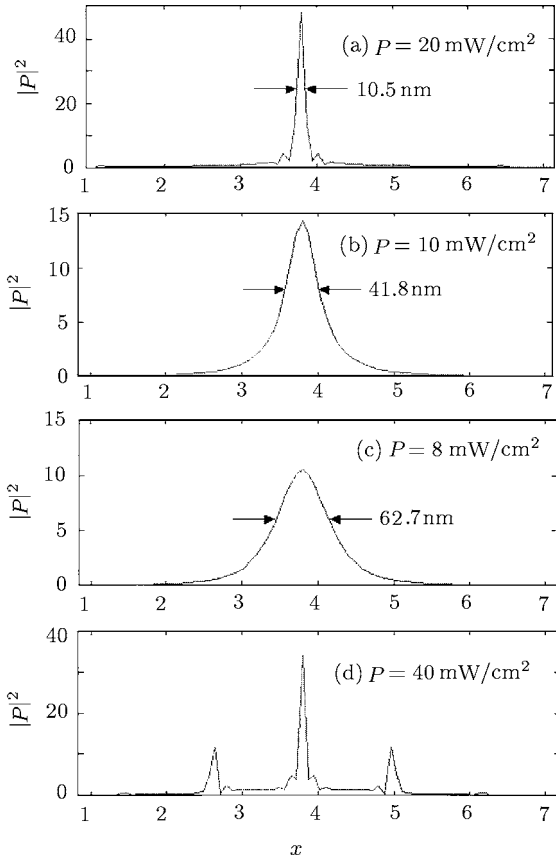 40
20
0
|P|²
(a) P = 20 mW/cm²
10.5 nm
1 2 3 4 5 6 7
15
10
5
0
|P|²
(b) P = 10 mW/cm²
41.8 nm
1 2 3 4 5 6 7
15
10
5
0
|P|²
(c) P = 8 mW/cm²
62.7 nm
1 2 3 4 5 6 7
40
20
0
|P|²
(d) P = 40 mW/cm²
1 2 3 4 5 6 7
x